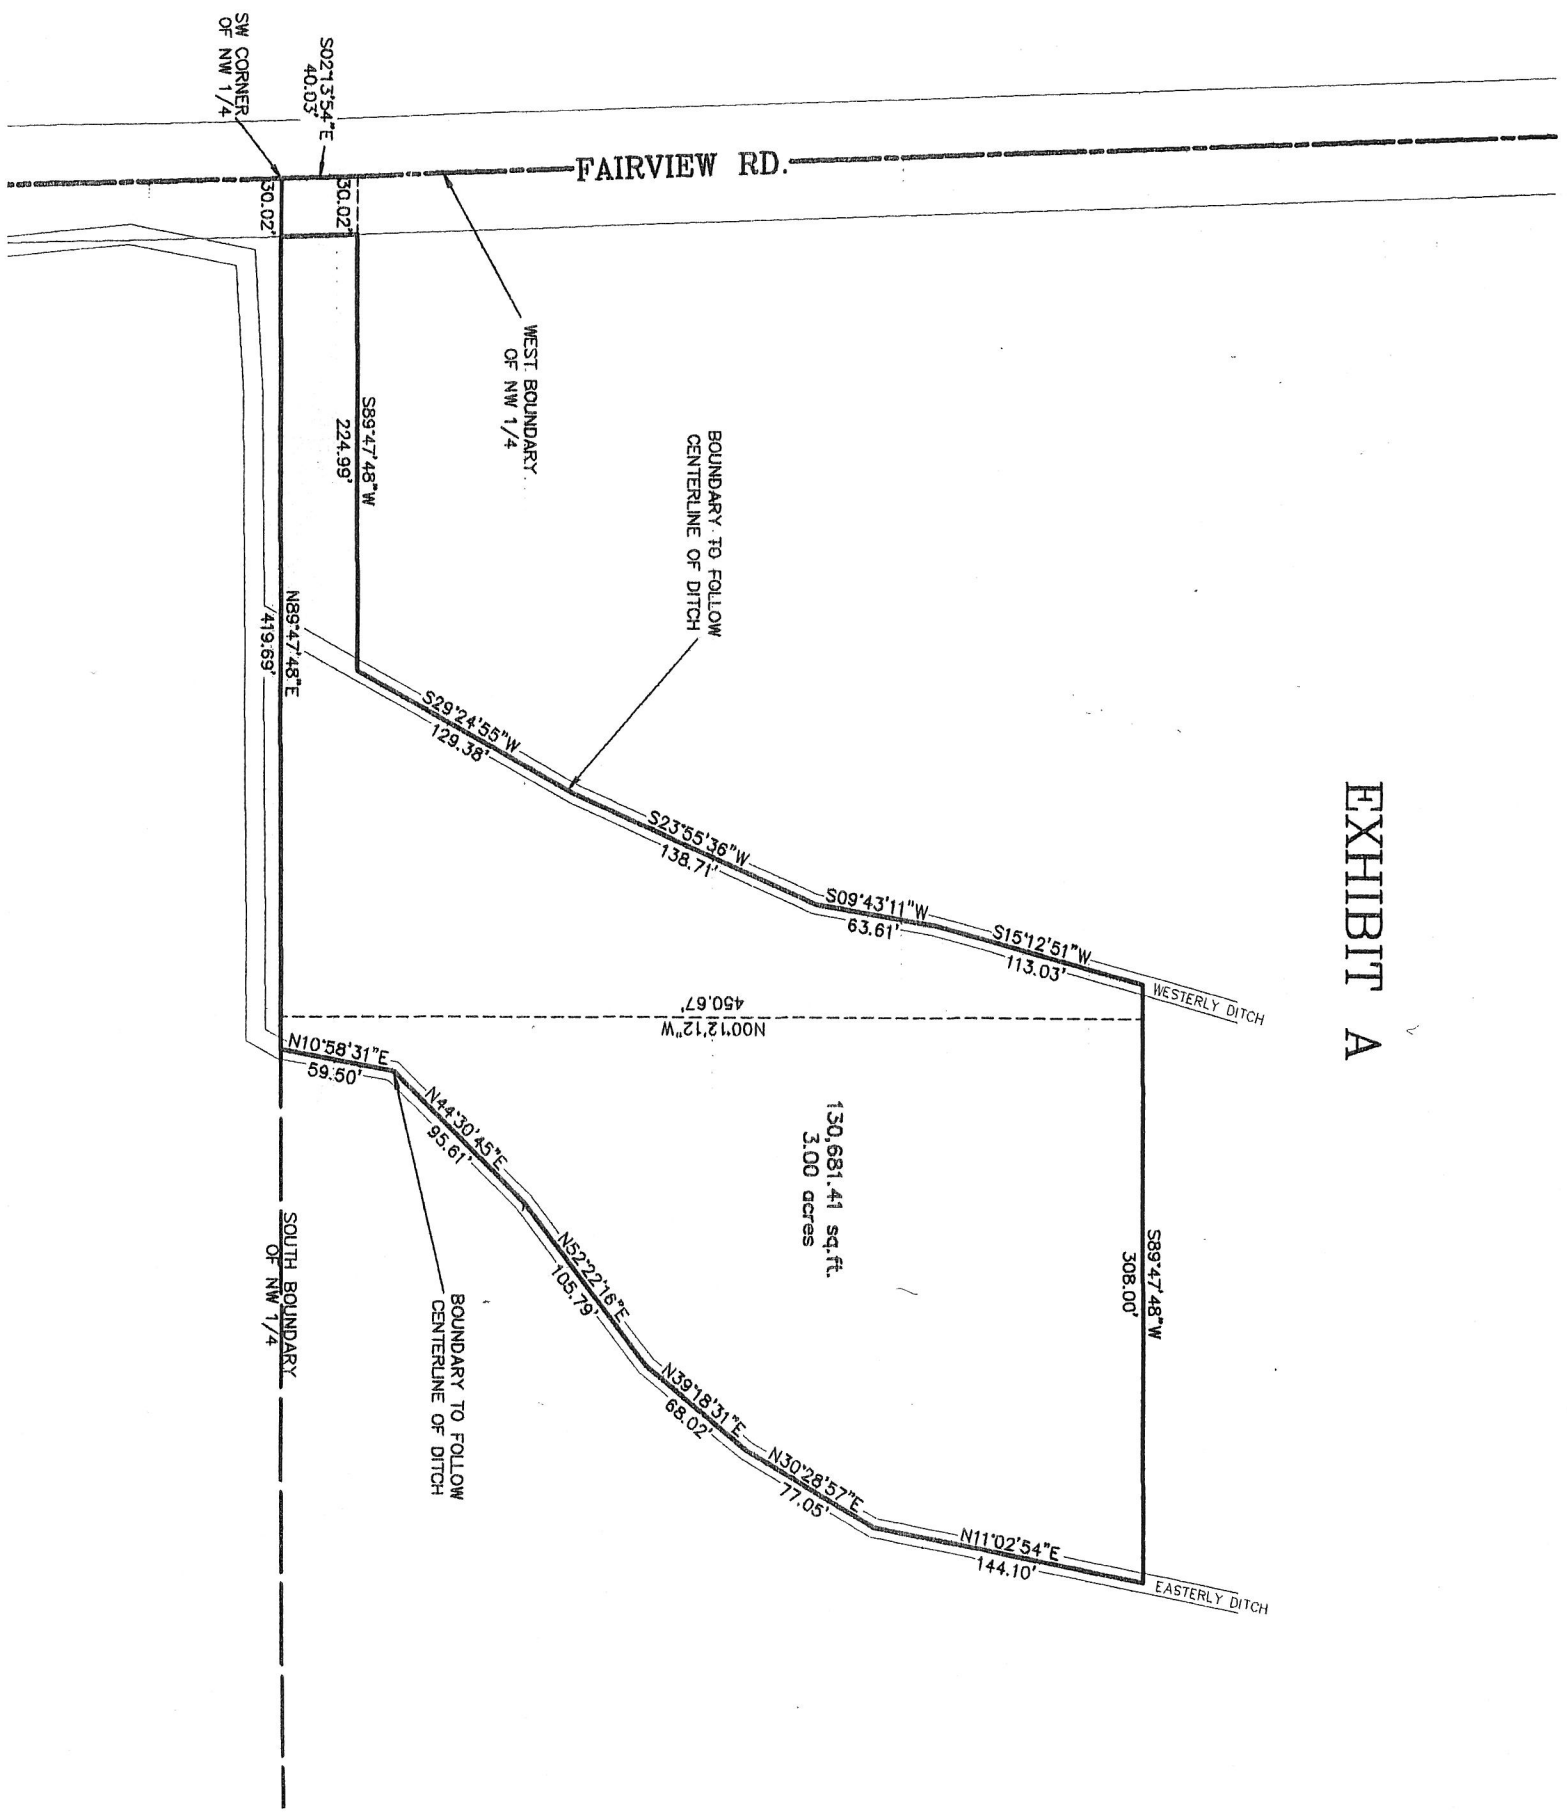 EXHIBIT A
WESTERLY DITCH
EASTERLY DITCH
S89°47'48"W
308.00'
S15°12'51"W
113.03'
N11°02'54"E
144.10'
S09°43'11"W
63.61'
130,681.41 sq.ft.
3.00 acres
FAIRVIEW RD.
N30°28'57"E
77.05'
N00°12'12"W
450.67'
S23°55'36"W
138.71'
N39°18'31"E
68.02'
BOUNDARY TO FOLLOW
CENTERLINE OF DITCH
N52°22'16"E
105.79'
WEST BOUNDARY
OF NW 1/4
S29°24'55"W
129.38'
N44°30'45"E
95.61'
BOUNDARY TO FOLLOW
CENTERLINE OF DITCH
S89°47'48"W
224.99'
30.02'
N10°58'31"E
59.50'
S02°13'54"E
40.03'
30.02'
N89°47'48"E
419.69'
SOUTH BOUNDARY
OF NW 1/4
SW CORNER
OF NW 1/4